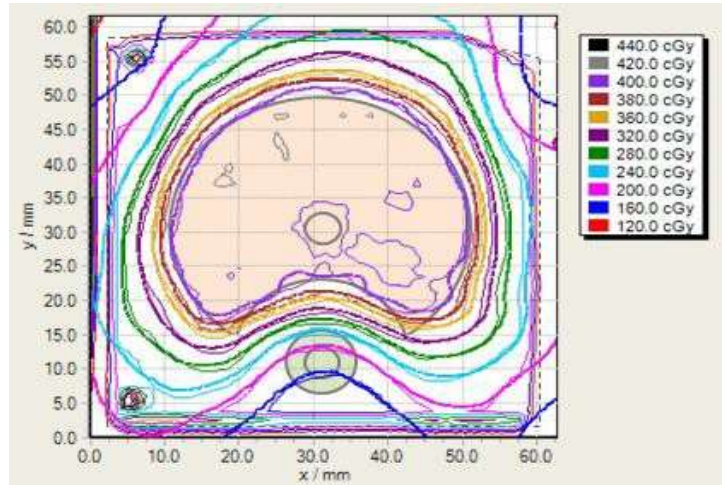 60.0
55.0
50.0
45.0
40.0
35.0
30.0
25.0
20.0
15.0
10.0
5.0
0.0
y / mm
0.0 10.0 20.0 30.0 40.0 50.0 60.0
x / mm
440.0 cGy
420.0 cGy
400.0 cGy
380.0 cGy
360.0 cGy
320.0 cGy
280.0 cGy
240.0 cGy
200.0 cGy
160.0 cGy
120.0 cGy